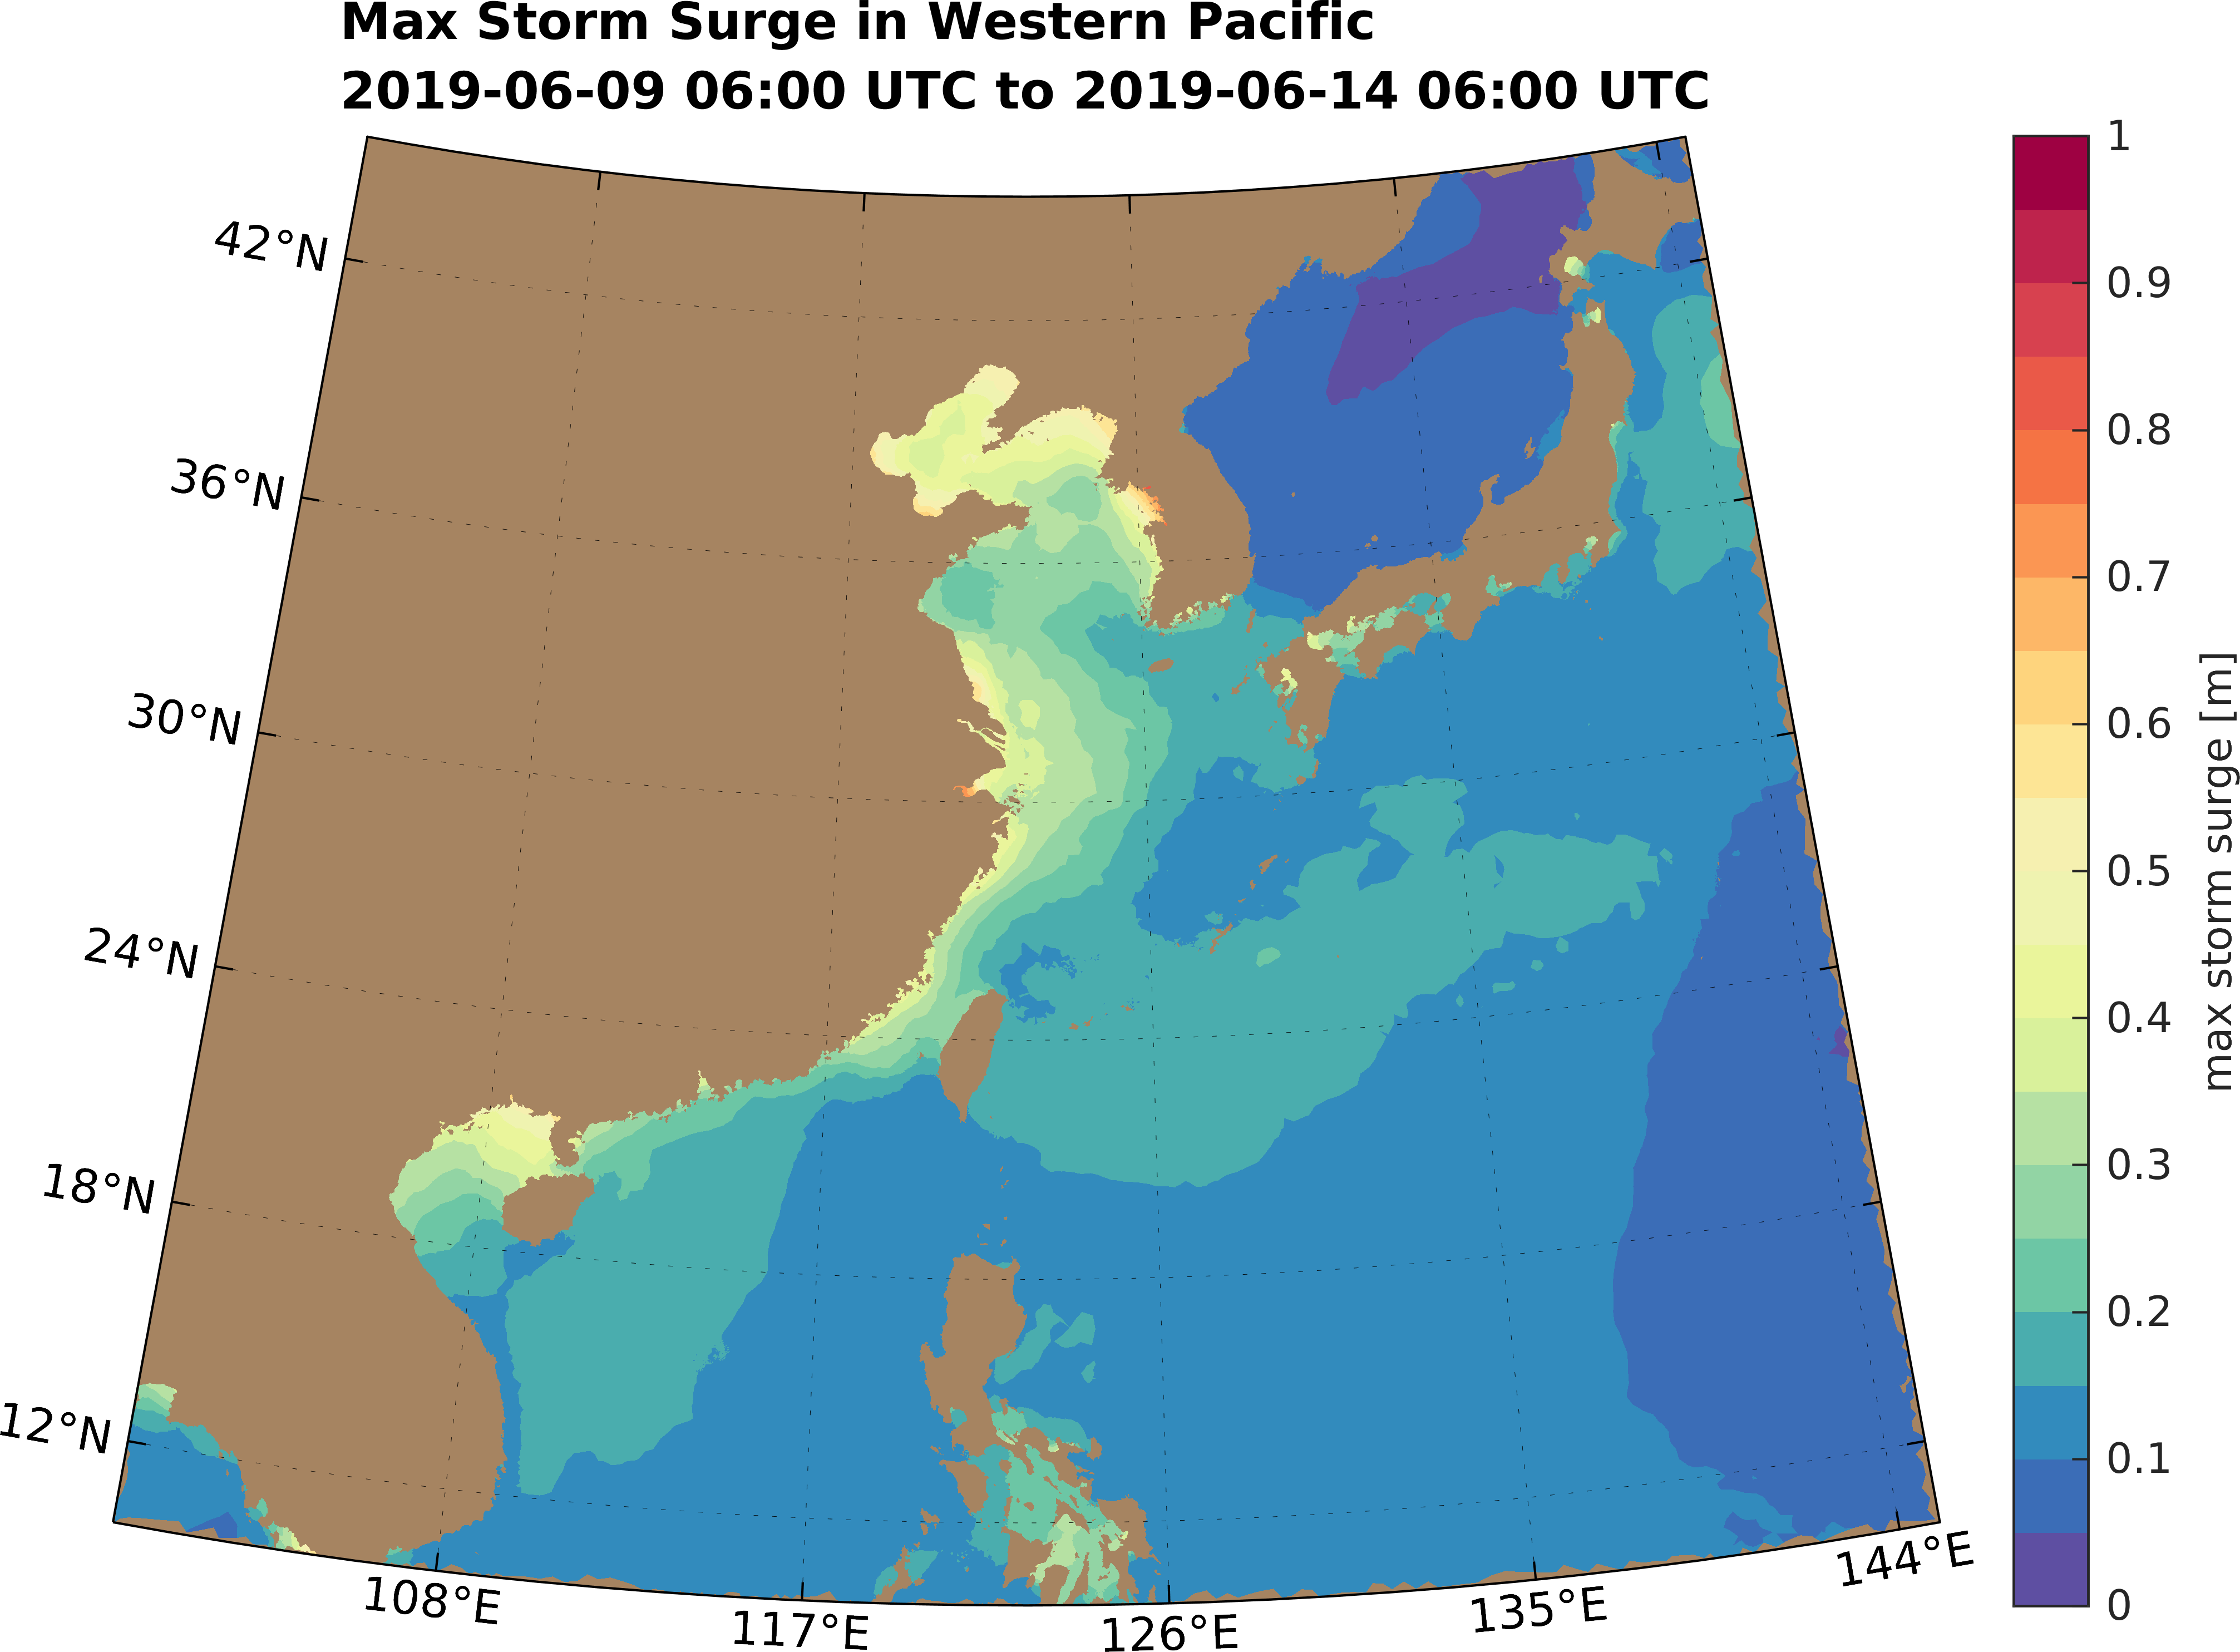 Max Storm Surge in Western Pacific
2019-06-09 06:00 UTC to 2019-06-14 06:00 UTC
42°N
36°N
30°N
24°N
18°N
12°N
108°E
117°E
126°E
135°E
144°E
1
0.9
0.8
0.7
0.6
0.5
0.4
0.3
0.2
0.1
0
max storm surge [m]